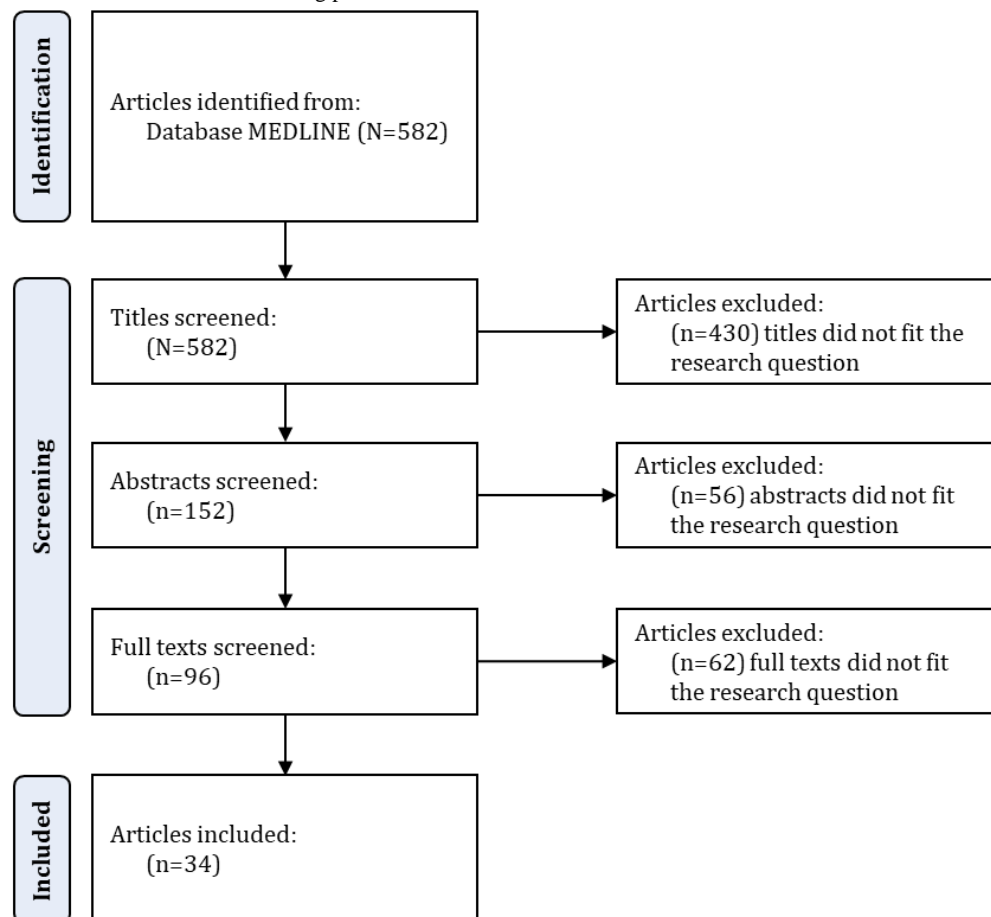 Identification
Articles identified from:
Database MEDLINE (N=582)
Screening
Titles screened:
(N=582)
Articles excluded:
(n=430) titles did not fit the
research question
Abstracts screened:
(n=152)
Articles excluded:
(n=56) abstracts did not fit
the research question
Full texts screened:
(n=96)
Articles excluded:
(n=62) full texts did not fit
the research question
Included
Articles included:
(n=34)